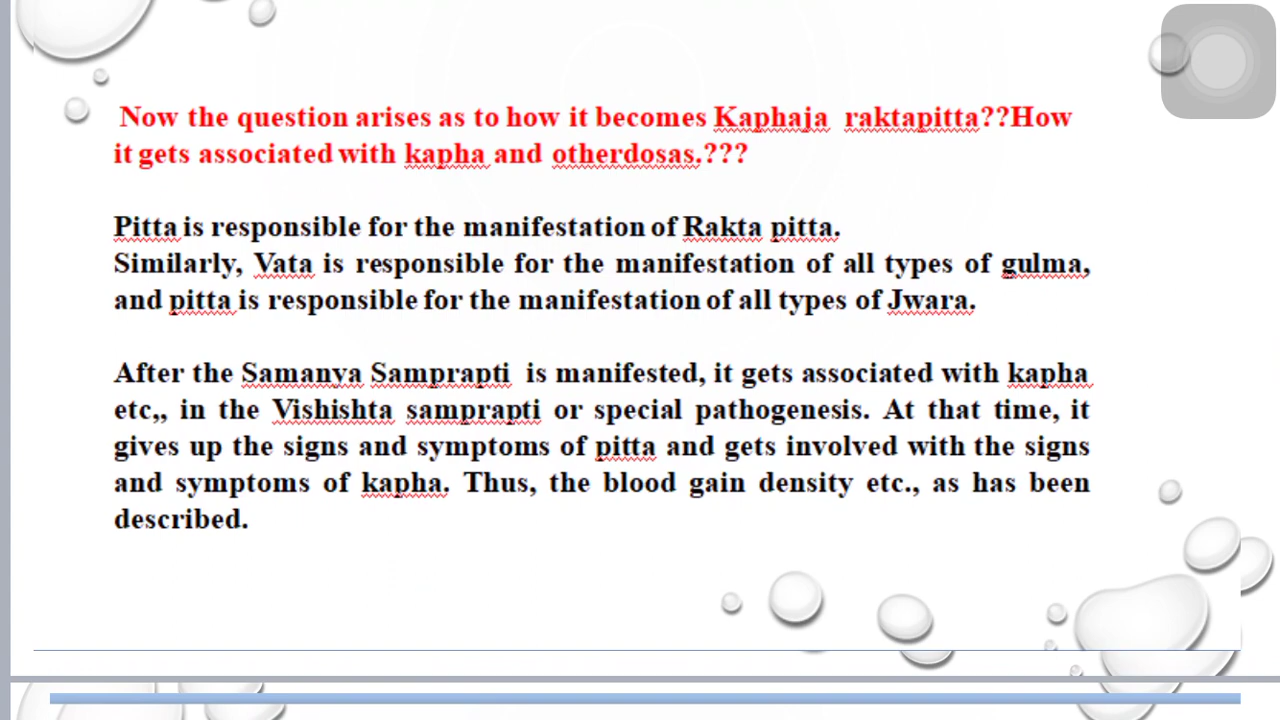 Now the question arises as to how it becomes Kaphaja raktapitta??How
it gets associated with kapha and otherdosas.???
Pitta is responsible for the manifestation of Rakta pitta.
Similarly, Vata is responsible for the manifestation of all types of gulma,
and pitta is responsible for the manifestation of all types of Jwara.
After the Samanya Samprapti is manifested, it gets associated with kapha
etc,, in the Vishishta samprapti or special pathogenesis. At that time, it
gives up the signs and symptoms of pitta and gets involved with the signs
and symptoms of kapha. Thus, the blood gain density etc., as has been
described.